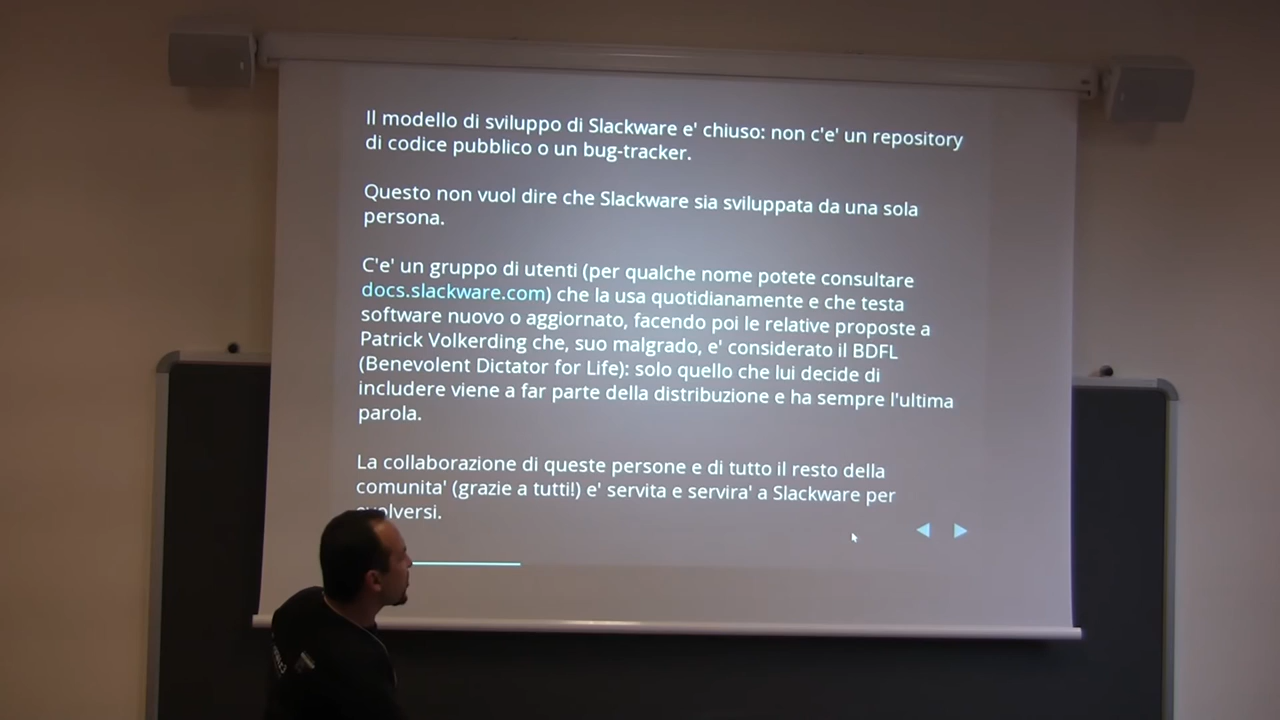 Il modello di sviluppo di Slackware e' chiuso: non c'e' un repository
di codice pubblico o un bug-tracker.
Questo non vuol dire che Slackware sia sviluppata da una sola
persona.
C'e' un gruppo di utenti (per qualche nome potete consultare
docs.slackware.com) che la usa quotidianamente e che testa
software nuovo o aggiornato, facendo poi le relative proposte a
Patrick Volkerding che, suo malgrado, e' considerato il BDFL
(Benevolent Dictator for Life): solo quello che lui decide di
includere viene a far parte della distribuzione e ha sempre l'ultima
parola.
La collaborazione di queste persone e di tutto il resto della
comunita' (grazie a tutti!) e' servita e servira' a Slackware per
evolversi.